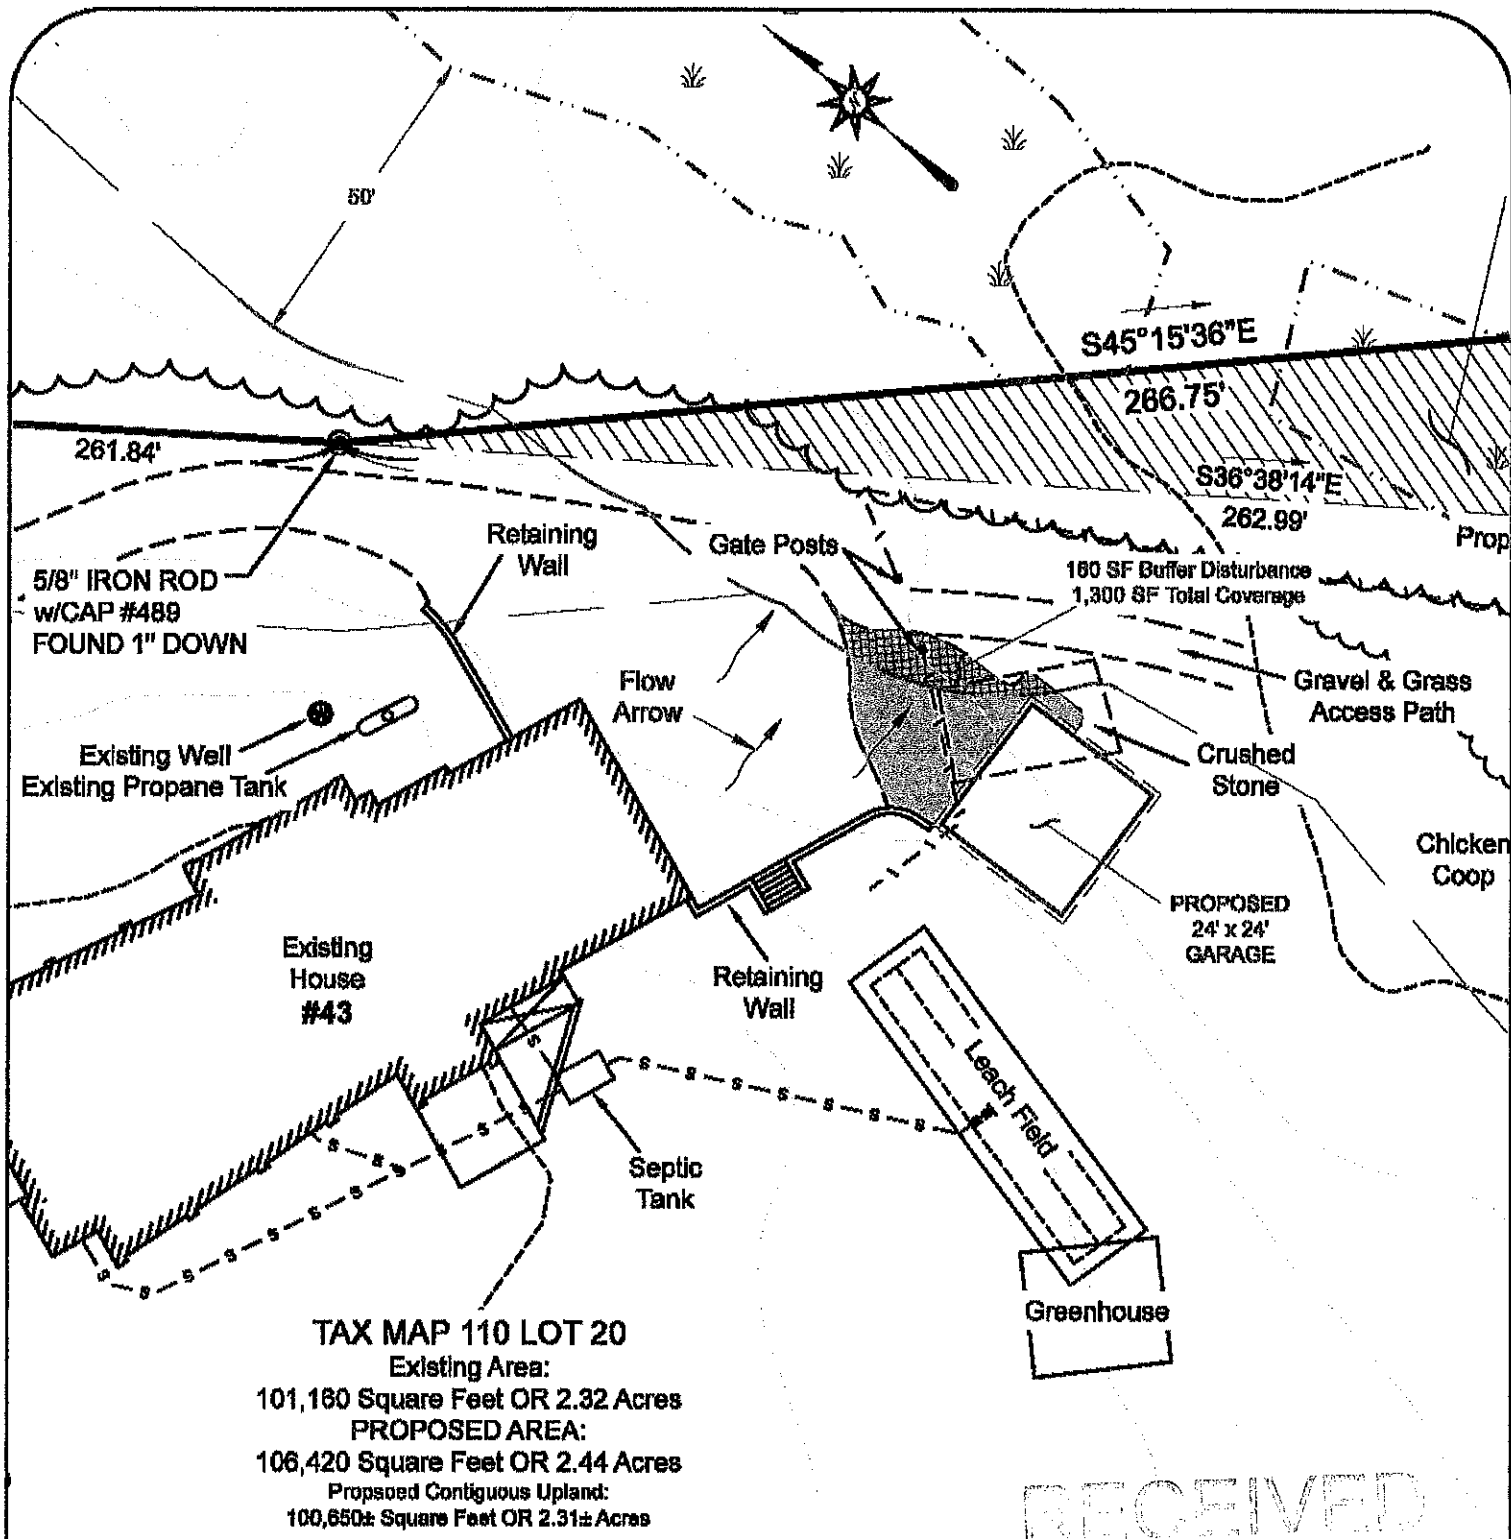 50'
S45°15'36"E
266.75'
261.84'
S36°38'14"E
262.99'
Prop
Retaining
Wall
Gate Posts
160 SF Buffer Disturbance
1,300 SF Total Coverage
5/8" IRON ROD
w/CAP #489
FOUND 1" DOWN
Flow
Arrow
Gravel & Grass
Access Path
Existing Well
Existing Propane Tank
Crushed
Stone
Chicken
Coop
PROPOSED
24' x 24'
GARAGE
Existing
House
#43
Retaining
Wall
Leach Field
Septic
Tank
Greenhouse
TAX MAP 110 LOT 20
Existing Area:
101,160 Square Feet OR 2.32 Acres
PROPOSED AREA:
106,420 Square Feet OR 2.44 Acres
Propsoed Contiguous Upland:
100,650± Square Feet OR 2.31± Acres
RECEIVED